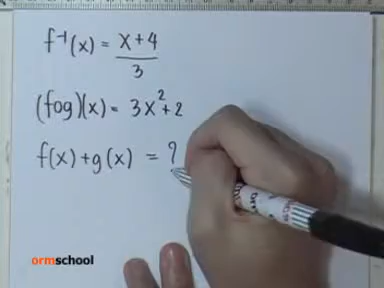 f⁻¹(x) = x+4/3
(fog)(x) = 3x²+2
f(x)+g(x) = ?
ormschool